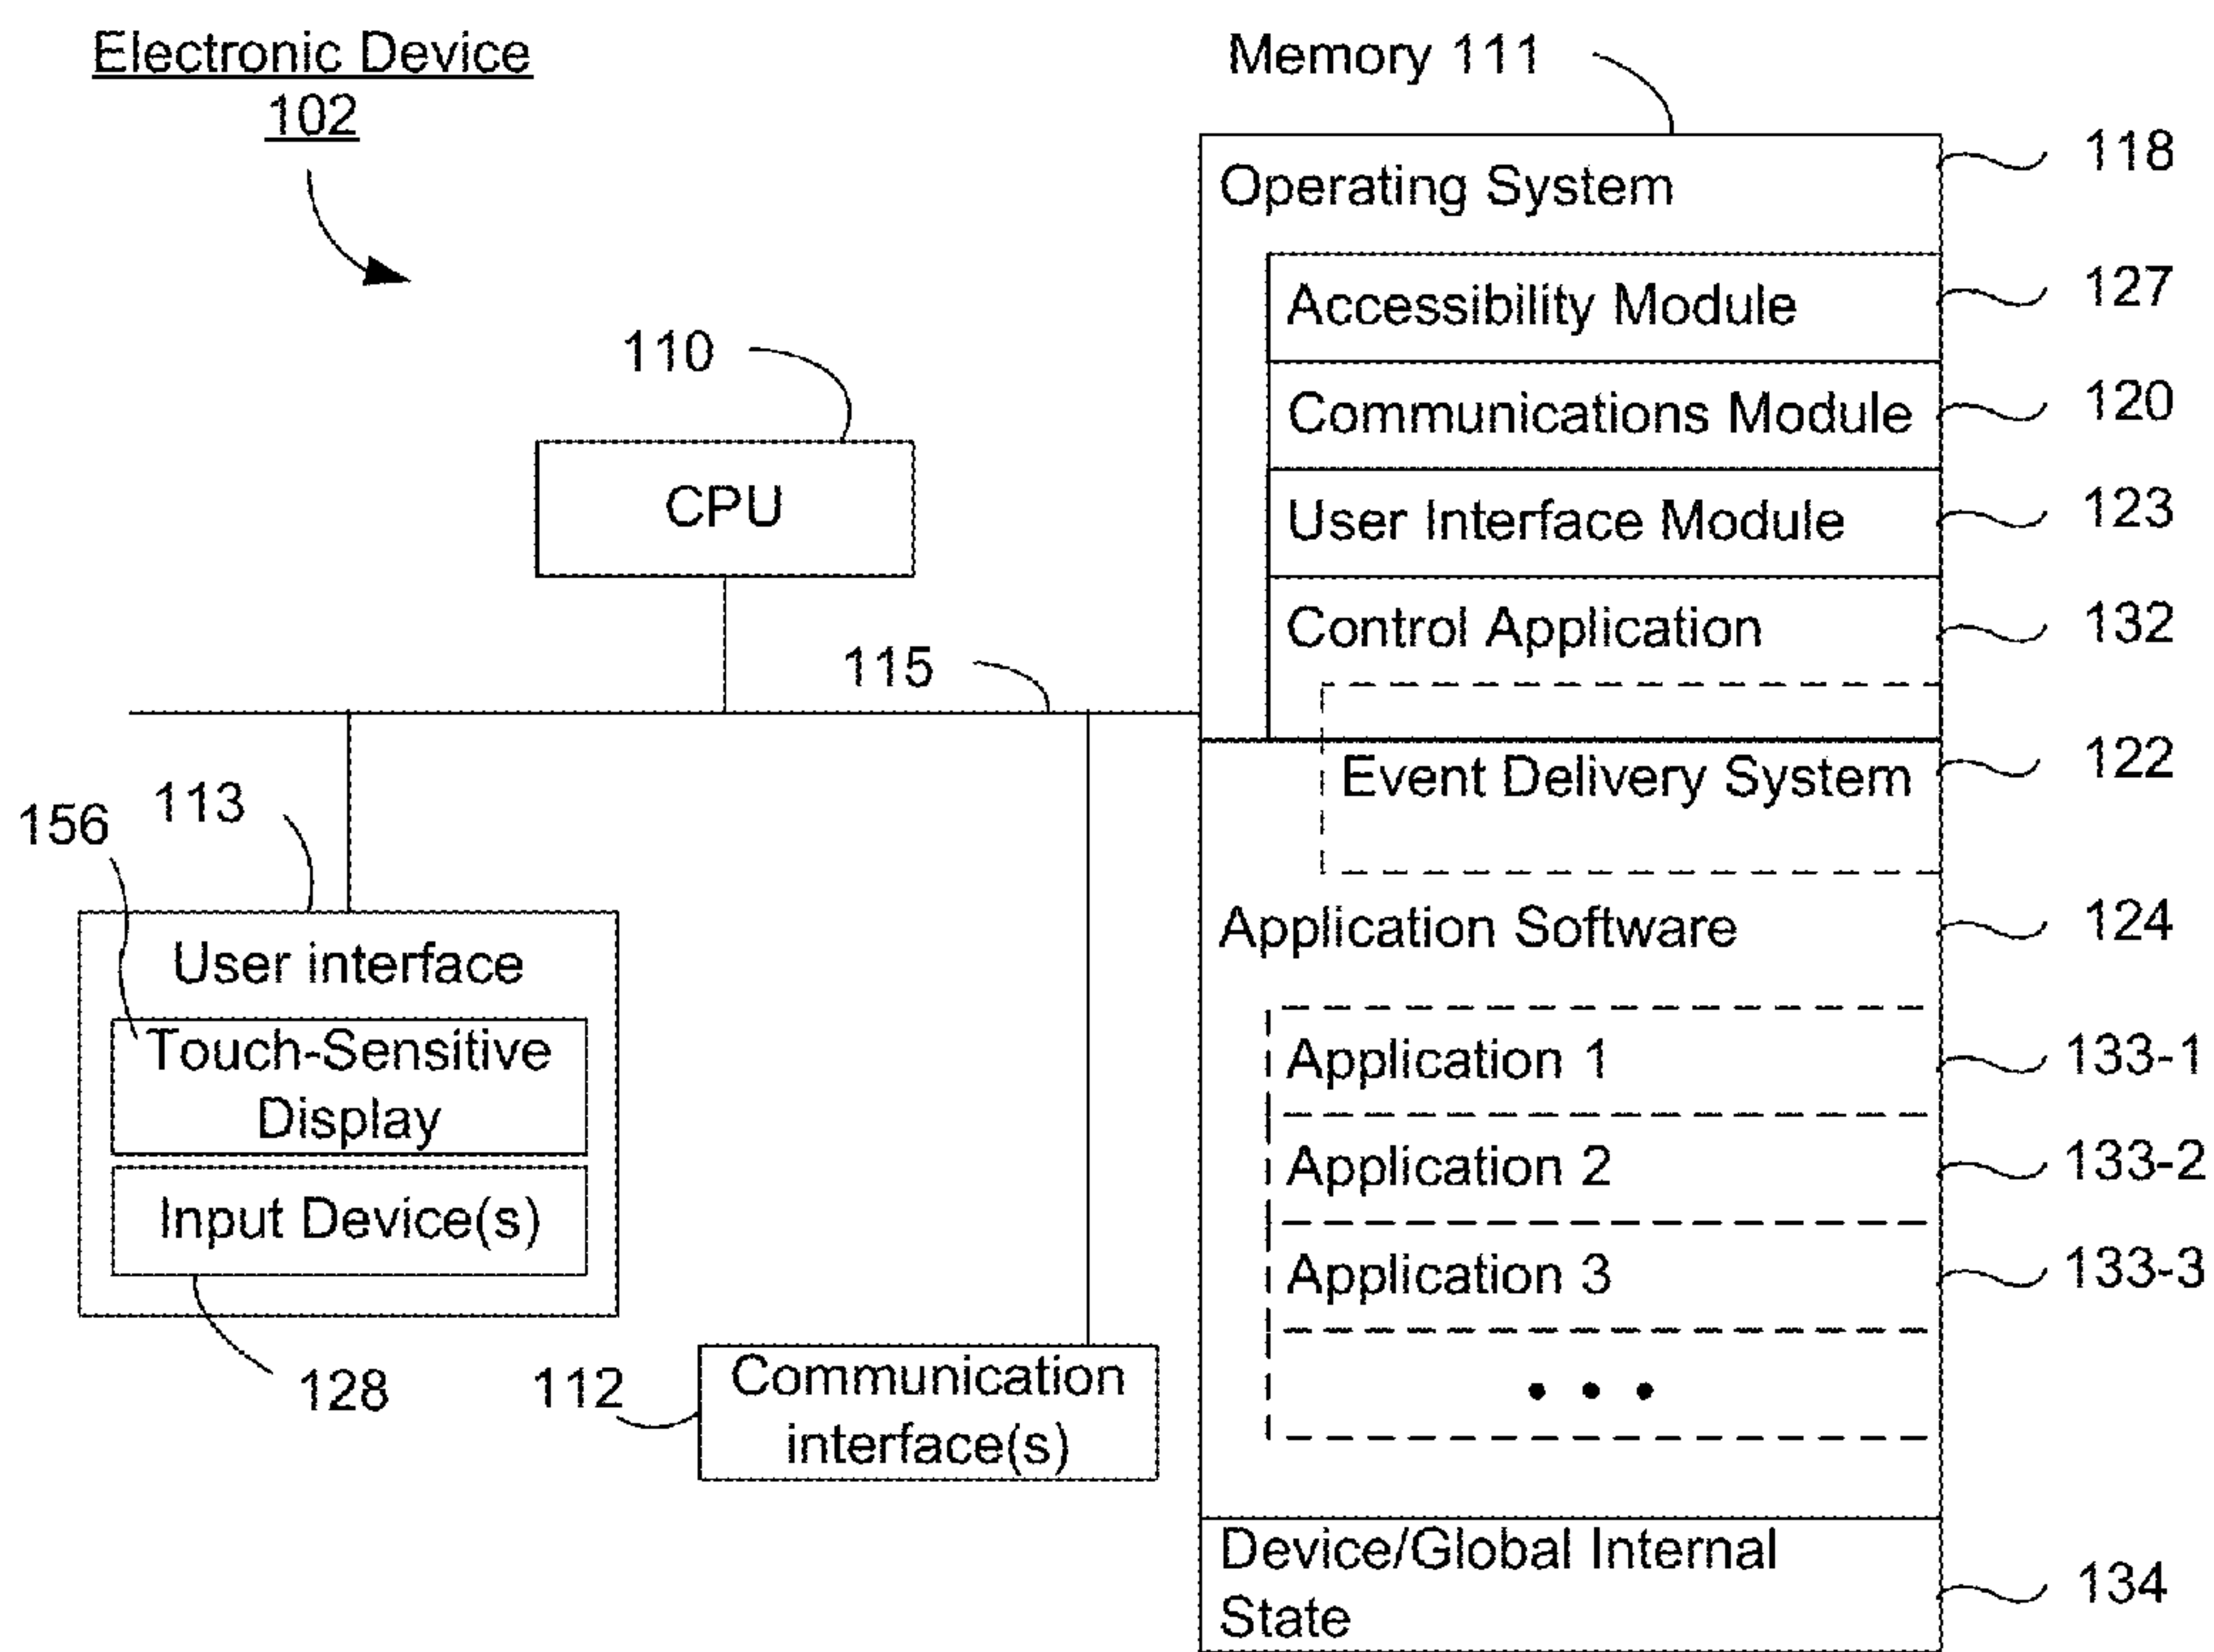 Electronic Device
102
Memory 111
118
Operating System
Accessibility Module
127
110
Communications Module
120
CPU
User Interface Module
123
Control Application
132
115
Event Delivery System
122
113
156
User interface
Application Software
124
Touch-Sensitive
Display
Application 1
133-1
Input Device(s)
Application 2
133-2
Application 3
133-3
128
112
Communication
interface(s)
• • •
Device/Global Internal
State
134